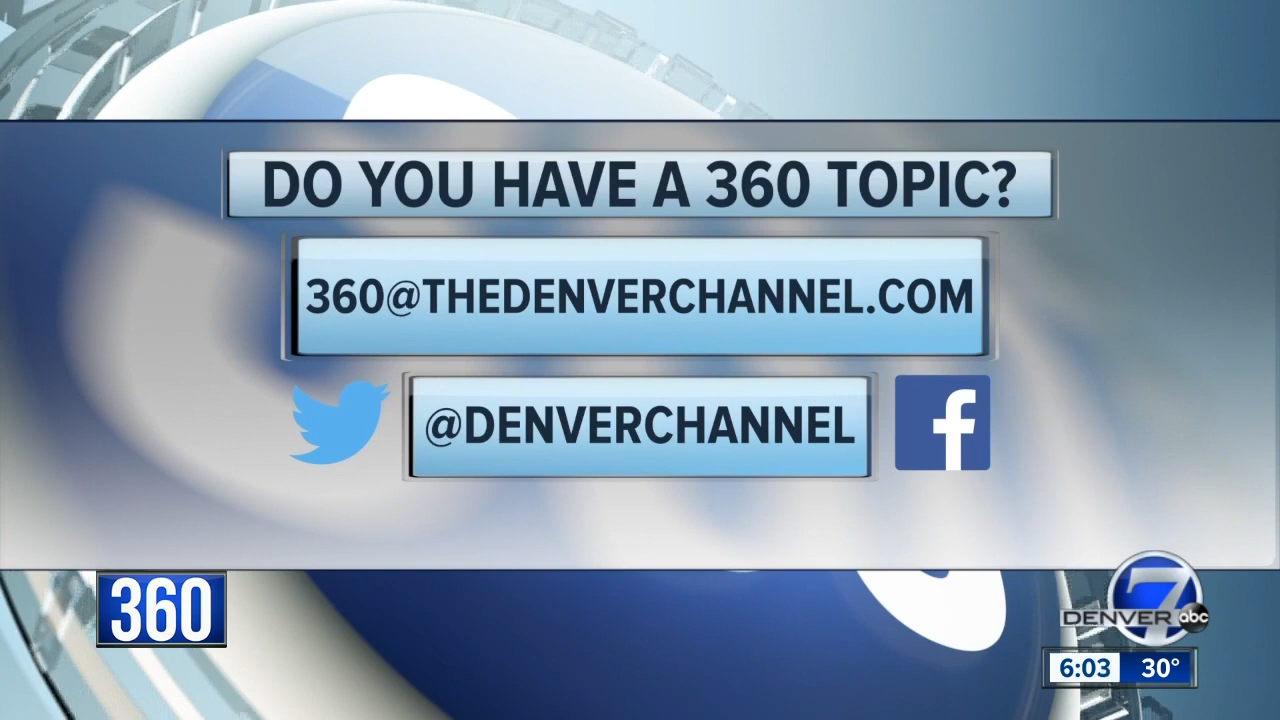 DO YOU HAVE A 360 TOPIC?
360@THEDENVERCHANNEL.COM
@DENVERCHANNEL
f
360
DENVER 7 abc
6:03 30°